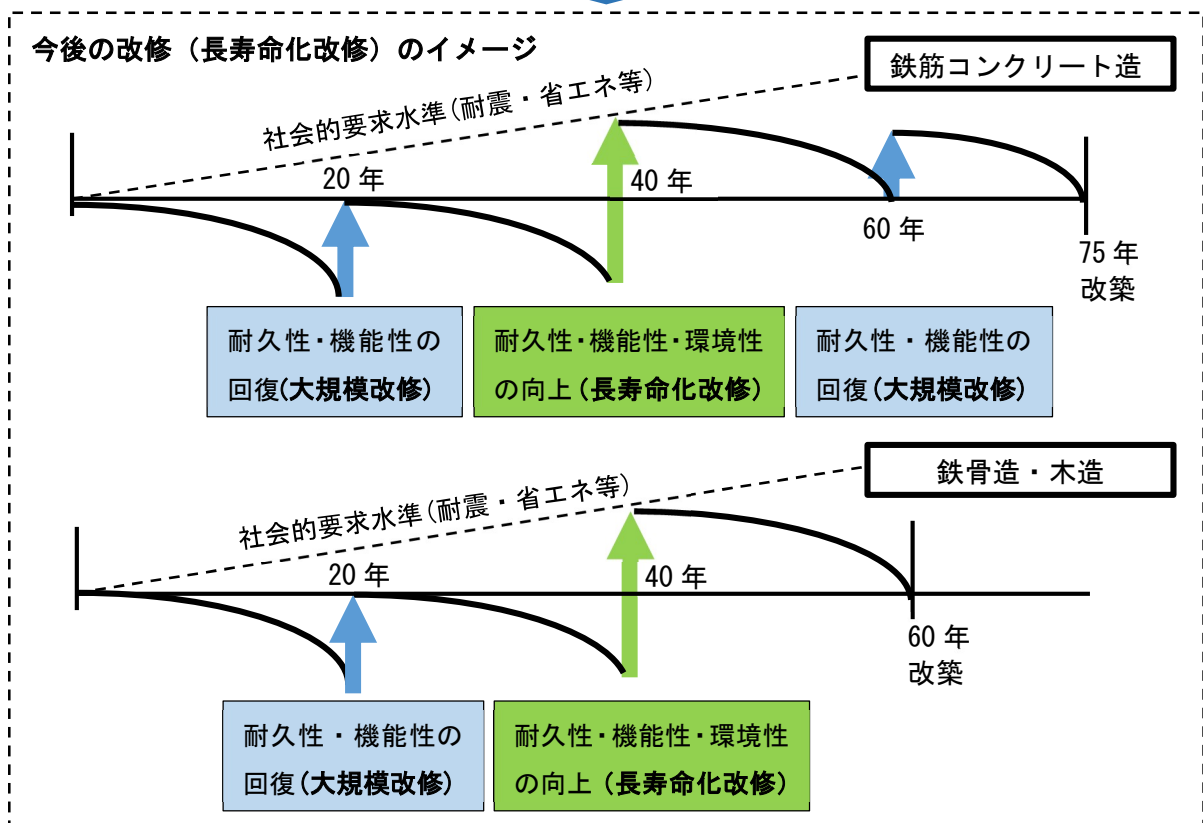 今後の改修（長寿命化改修）のイメージ
鉄筋コンクリート造
社会的要求水準(耐震・省エネ等)
20 年
40 年
60 年
75 年
改築
耐久性・機能性の
回復(大規模改修)
耐久性・機能性・環境性
の向上(長寿命化改修)
耐久性・機能性の
回復(大規模改修)
鉄骨造・木造
社会的要求水準(耐震・省エネ等)
20 年
40 年
60 年
改築
耐久性・機能性の
回復(大規模改修)
耐久性・機能性・環境性
の向上（長寿命化改修）